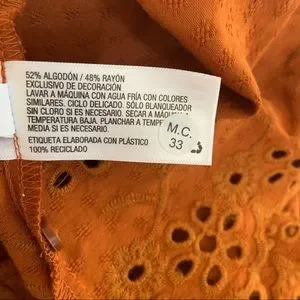 52% ALGODÓN / 48% RAYÓN
EXCLUSIVO DE DECORACIÓN
LAVAR A MÁQUINA CON AGUA FRÍA CON COLORES
SIMILARES. CICLO DELICADO. SÓLO BLANQUEADOR
SIN CLORO SI ES NECESARIO. SECAR A MÁQUINA
TEMPERATURA BAJA. PLANCHAR A
MEDIA SI ES NECESARIO.
ETIQUETA ELABORADA CON PLÁSTICO
100% RECICLADO
M.C.
33